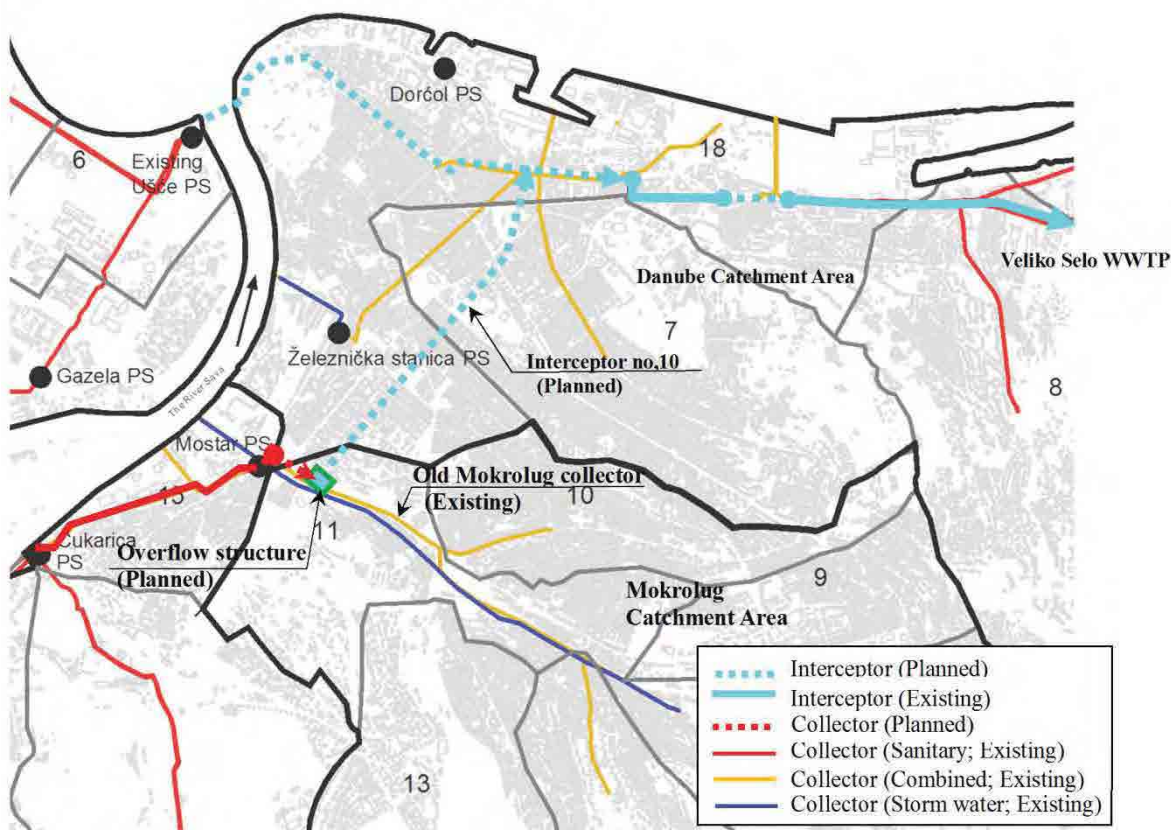 Dorćol PS
6
Existing
Ušće PS
18
Veliko Selo WWTP
Danube Catchment Area
7
Železnička stanica PS
Interceptor no,10
(Planned)
Gazela PS
8
The River Sava
Mostar PS
15
Old Mokrolug collector
(Existing)
10
11
Čukarica
PS
Overflow structure
(Planned)
9
Mokrolug
Catchment Area
13
Interceptor (Planned)
Interceptor (Existing)
Collector (Planned)
Collector (Sanitary; Existing)
Collector (Combined; Existing)
Collector (Storm water; Existing)